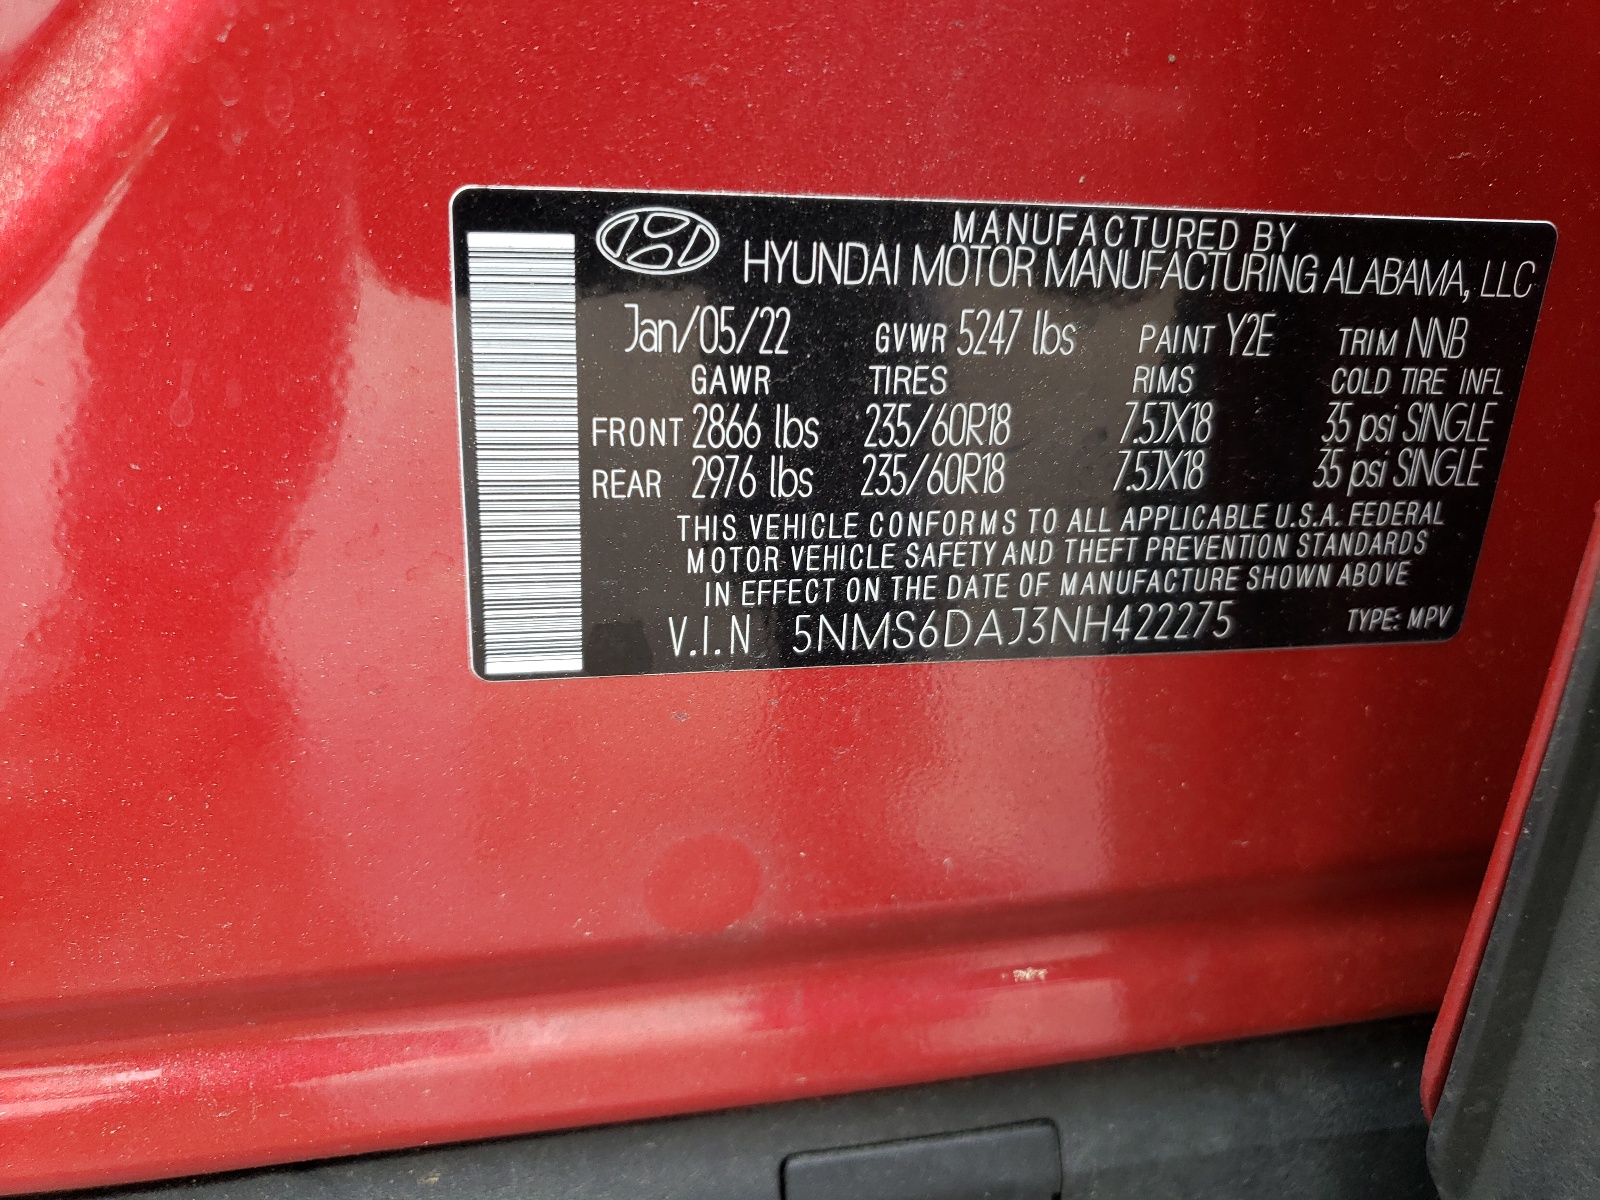 MANUFACTURED BY
HYUNDAI MOTOR MANUFACTURING ALABAMA, LLC
Jan/05/22 GVWR 5247 lbs PAINT Y2E TRIM NNB
GAWR TIRES RIMS COLD TIRE INFL
FRONT 2866 lbs 235/60R18 7.5JX18 35 psi SINGLE
REAR 2976 lbs 235/60R18 7.5JX18 35 psi SINGLE
THIS VEHICLE CONFORMS TO ALL APPLICABLE U.S.A. FEDERAL
MOTOR VEHICLE SAFETY AND THEFT PREVENTION STANDARDS
IN EFFECT ON THE DATE OF MANUFACTURE SHOWN ABOVE
V.I.N 5NMS6DAJ3NH422275 TYPE: MPV